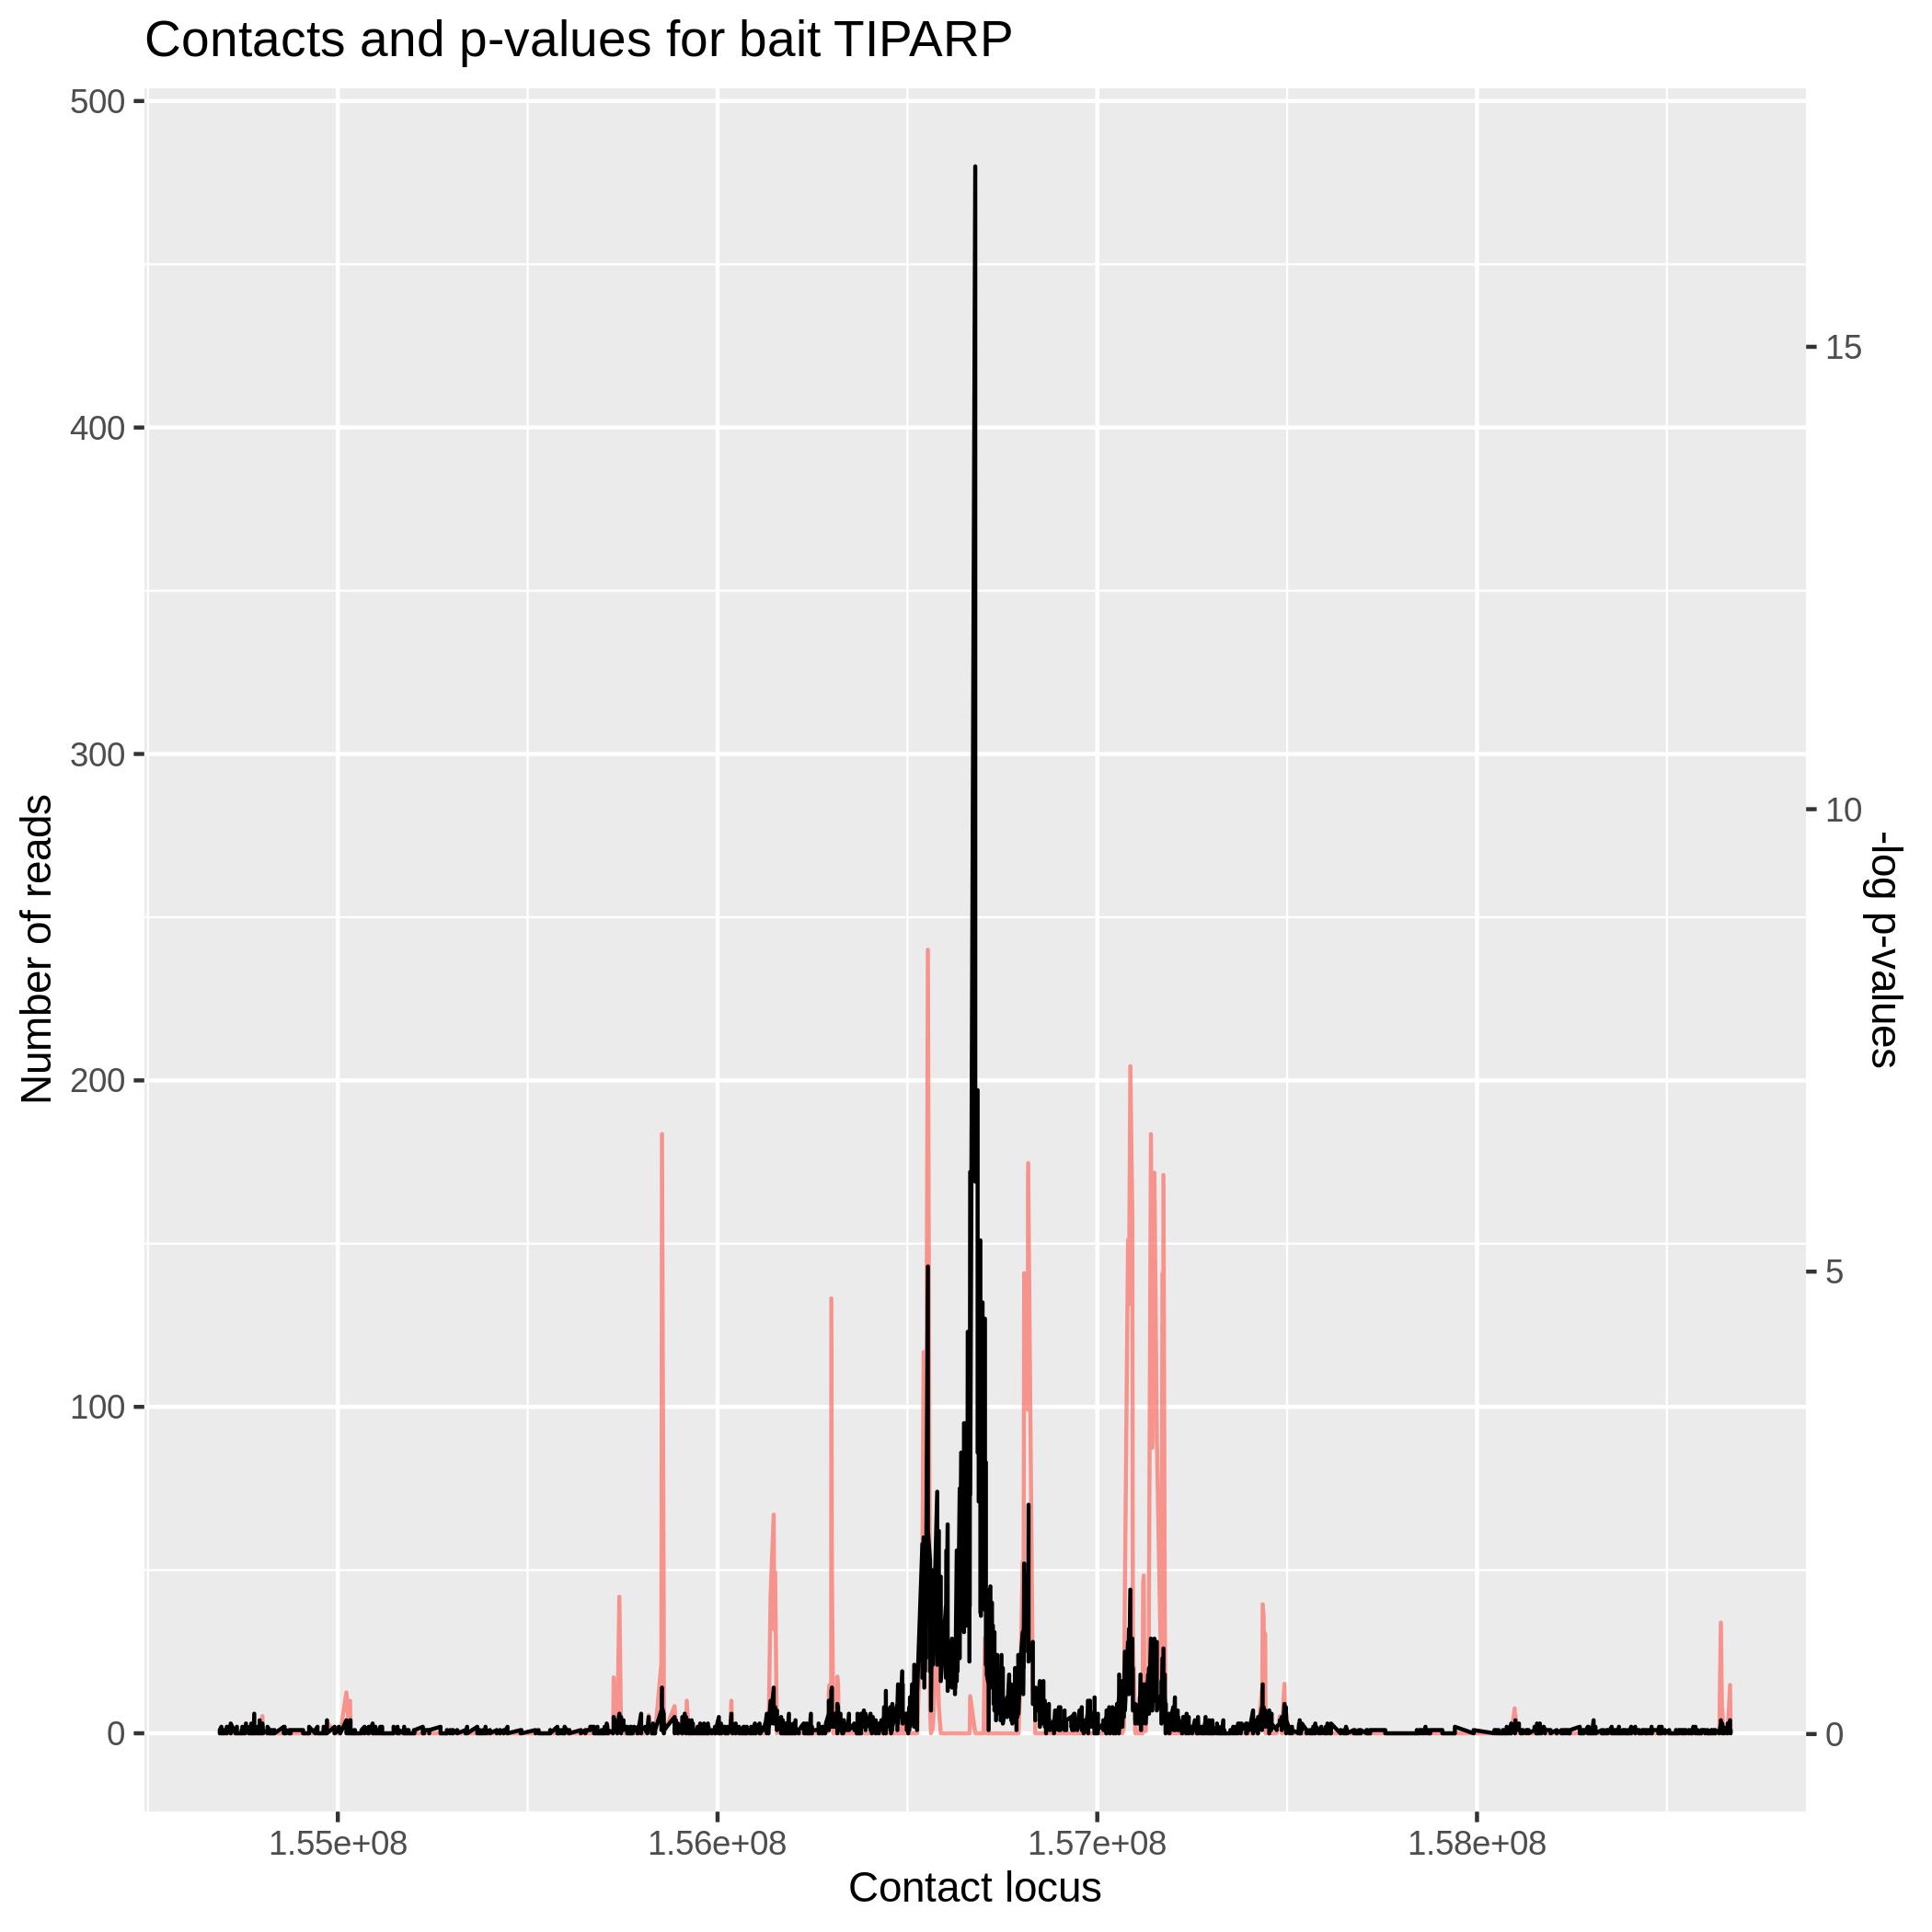 Contacts and p-values for bait TIPARP
500
400
300
200
100
0
Number of reads
15
10
5
0
-log p-values
1.55e+08
1.56e+08
1.57e+08
1.58e+08
Contact locus